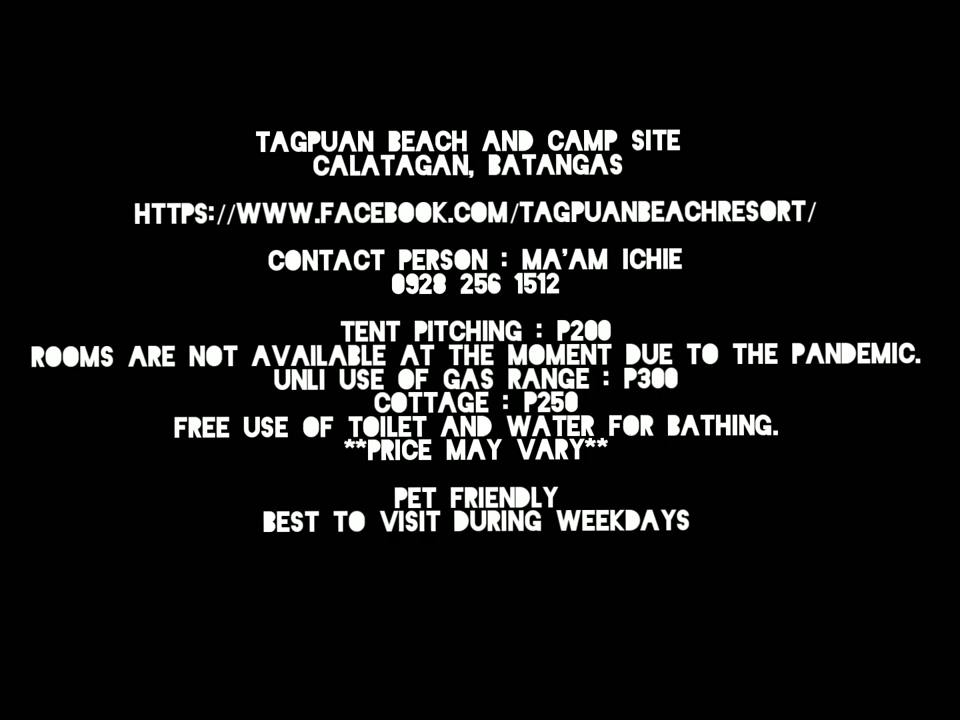 TAGPUAN BEACH AND CAMP SITE
CALATAGAN, BATANGAS
HTTPS://WWW.FACEBOOK.COM/TAGPUANBEACHRESORT/
CONTACT PERSON : MA'AM ICHIE
0928 256 1512
TENT PITCHING : P200
ROOMS ARE NOT AVAILABLE AT THE MOMENT DUE TO THE PANDEMIC.
UNLI USE OF GAS RANGE : P300
COTTAGE : P250
FREE USE OF TOILET AND WATER FOR BATHING.
**PRICE MAY VARY**
PET FRIENDLY
BEST TO VISIT DURING WEEKDAYS